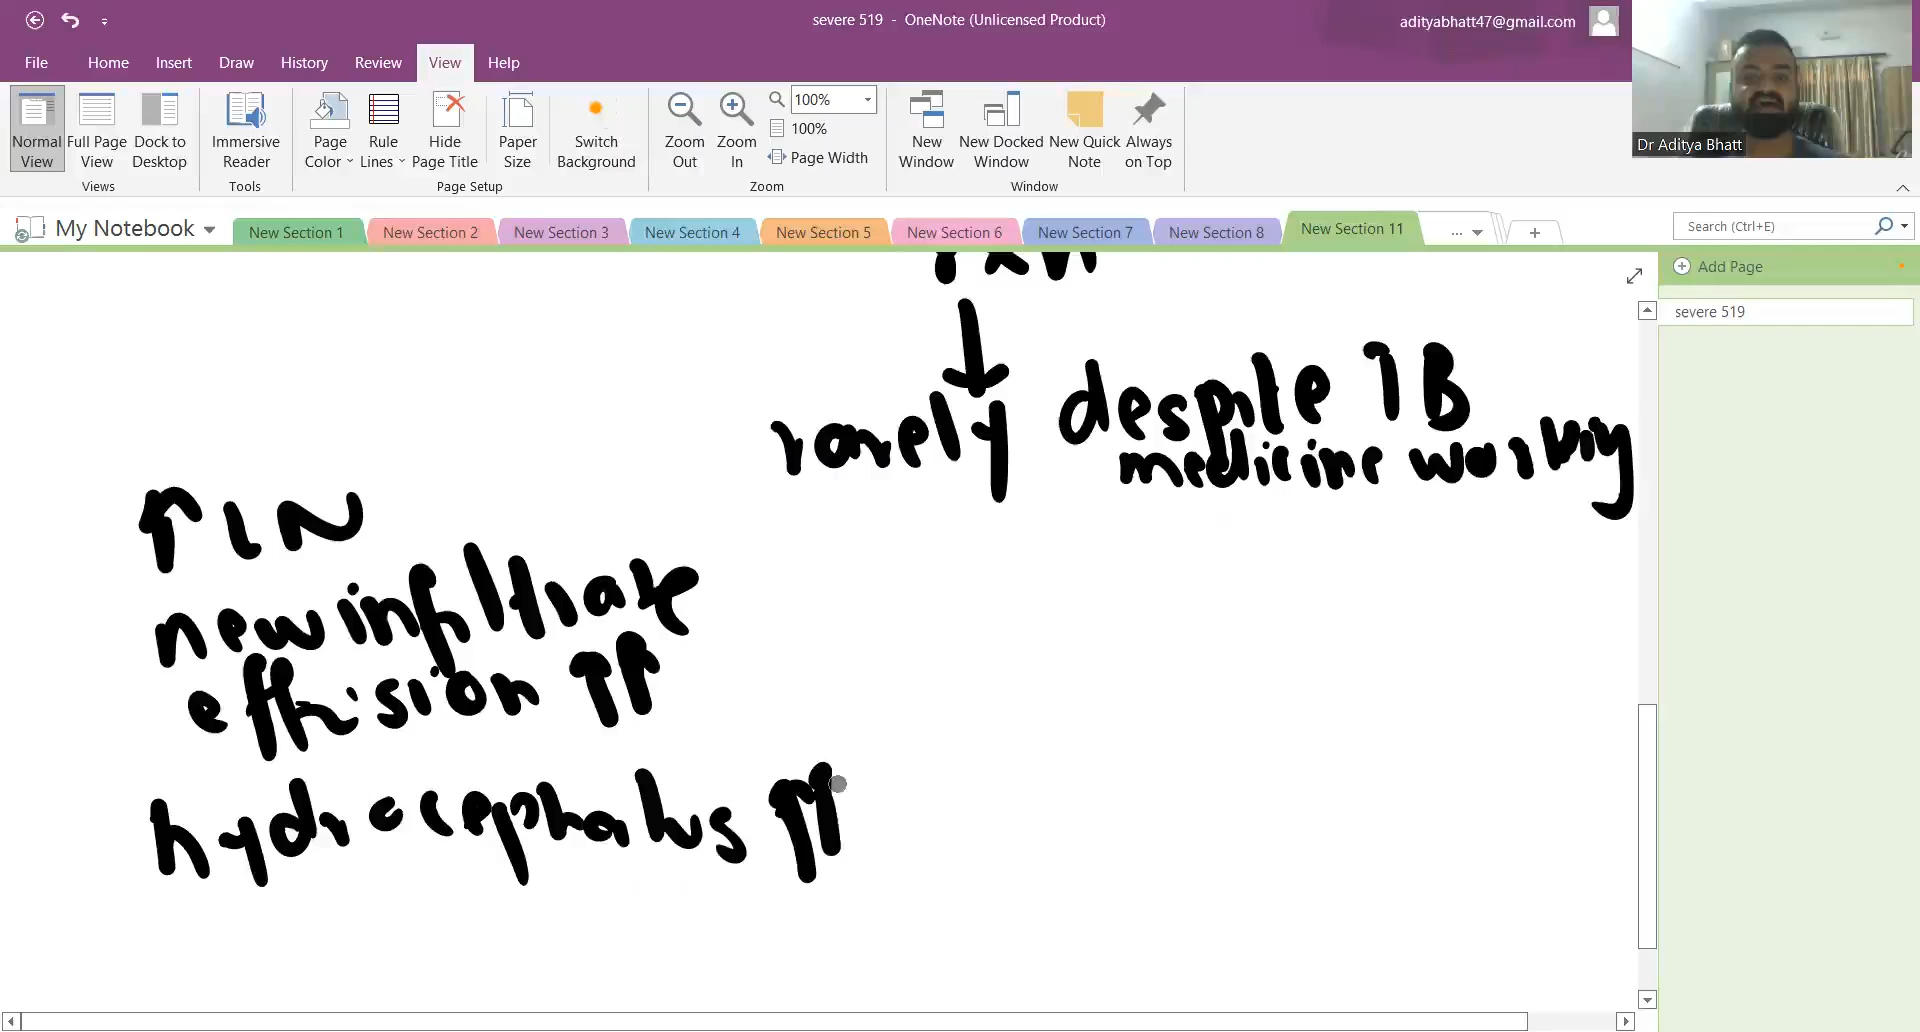 severe 519 - OneNote (Unlicensed Product)
adityabhatt47@gmail.com
File Home Insert Draw History Review View Help
Normal View
Full Page View
Dock to Desktop
Immersive Reader
Page Color
Rule Lines
Hide Page Title
Paper Size
Switch Background
Zoom Out
Zoom In
100%
100%
Page Width
New Window
New Docked Window
New Quick Note
Always on Top
Views
Tools
Page Setup
Zoom
Window
Dr Aditya Bhatt
My Notebook
New Section 1
New Section 2
New Section 3
New Section 4
New Section 5
New Section 6
New Section 7
New Section 8
New Section 11
...
Search (Ctrl+E)
Add Page
severe 519
↓
rarely despite TB
medicine working
↑ LN
new infiltrate
effusion ↑↑
hydrocephalus ↑↑